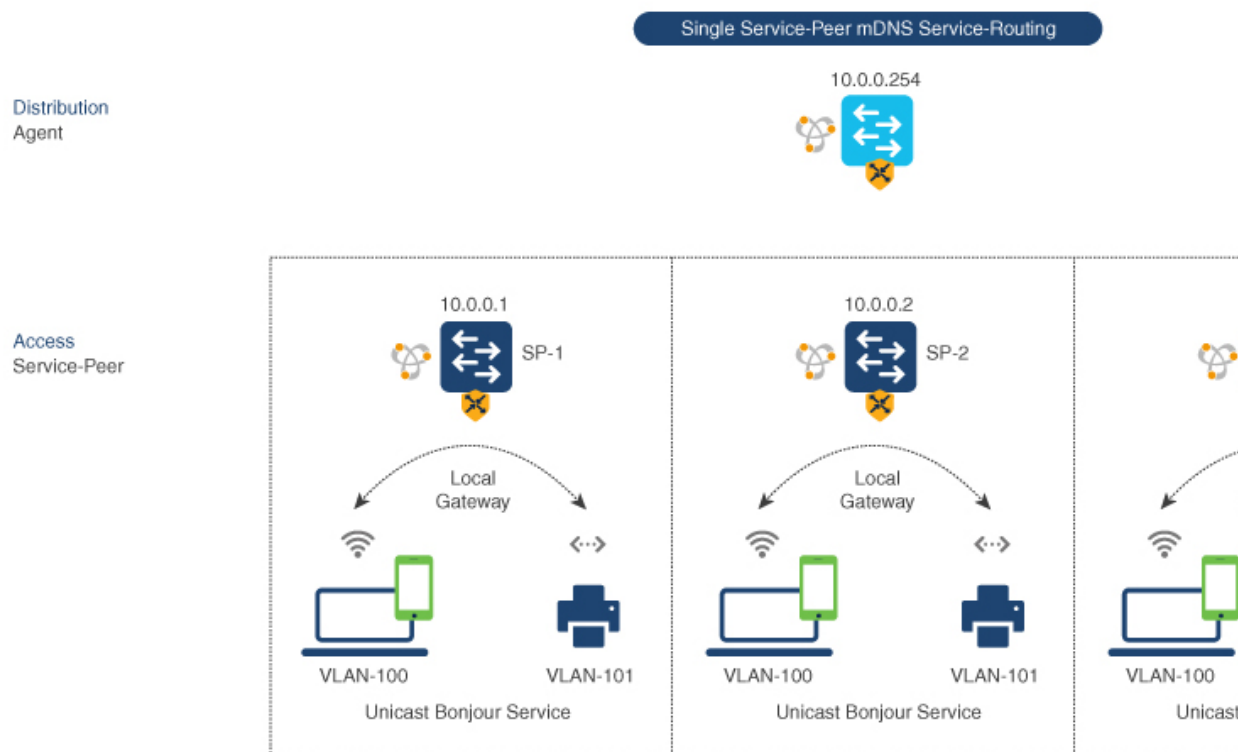 Single Service-Peer mDNS Service-Routing
10.0.0.254
Distribution
Agent
10.0.0.1
10.0.0.2
Access
Service-Peer
SP-1
SP-2
Local
Gateway
Local
Gateway
VLAN-100
VLAN-101
VLAN-100
VLAN-101
VLAN-100
Unicast Bonjour Service
Unicast Bonjour Service
Unicast